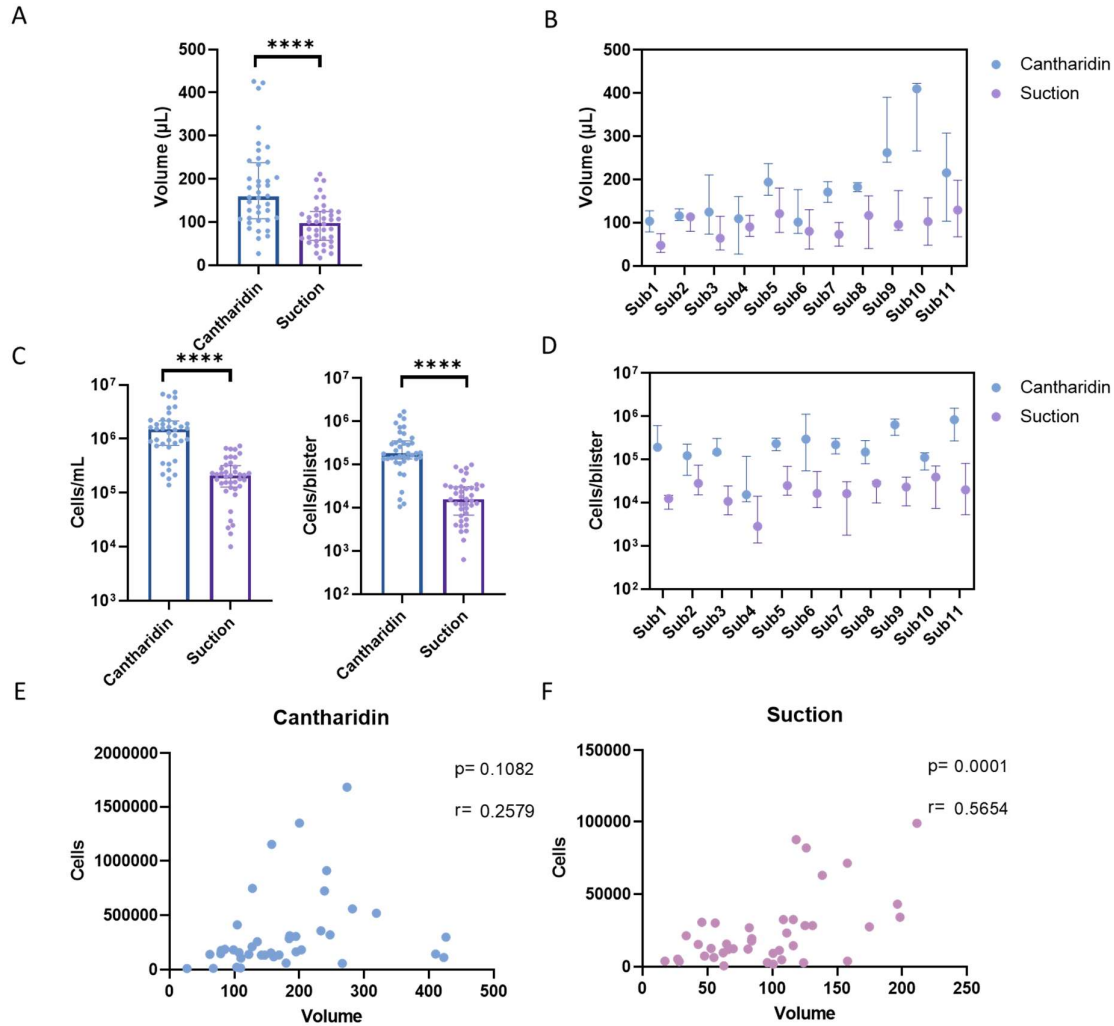 A
****
Volume (µL)
500
400
300
200
100
0
Cantharidin
Suction
B
Volume (µL)
500
400
300
200
100
0
Sub1
Sub2
Sub3
Sub4
Sub5
Sub6
Sub7
Sub8
Sub9
Sub10
Sub11
Cantharidin
Suction
C
****
Cells/mL
10⁷
10⁶
10⁵
10⁴
10³
Cantharidin
Suction
****
Cells/blister
10⁷
10⁶
10⁵
10⁴
10³
10²
Cantharidin
Suction
D
Cells/blister
10⁷
10⁶
10⁵
10⁴
10³
10²
Sub1
Sub2
Sub3
Sub4
Sub5
Sub6
Sub7
Sub8
Sub9
Sub10
Sub11
Cantharidin
Suction
E
Cantharidin
p= 0.1082
r= 0.2579
Cells
2000000
1500000
1000000
500000
0
0 100 200 300 400 500
Volume
F
Suction
p= 0.0001
r= 0.5654
Cells
150000
100000
50000
0
0 50 100 150 200 250
Volume